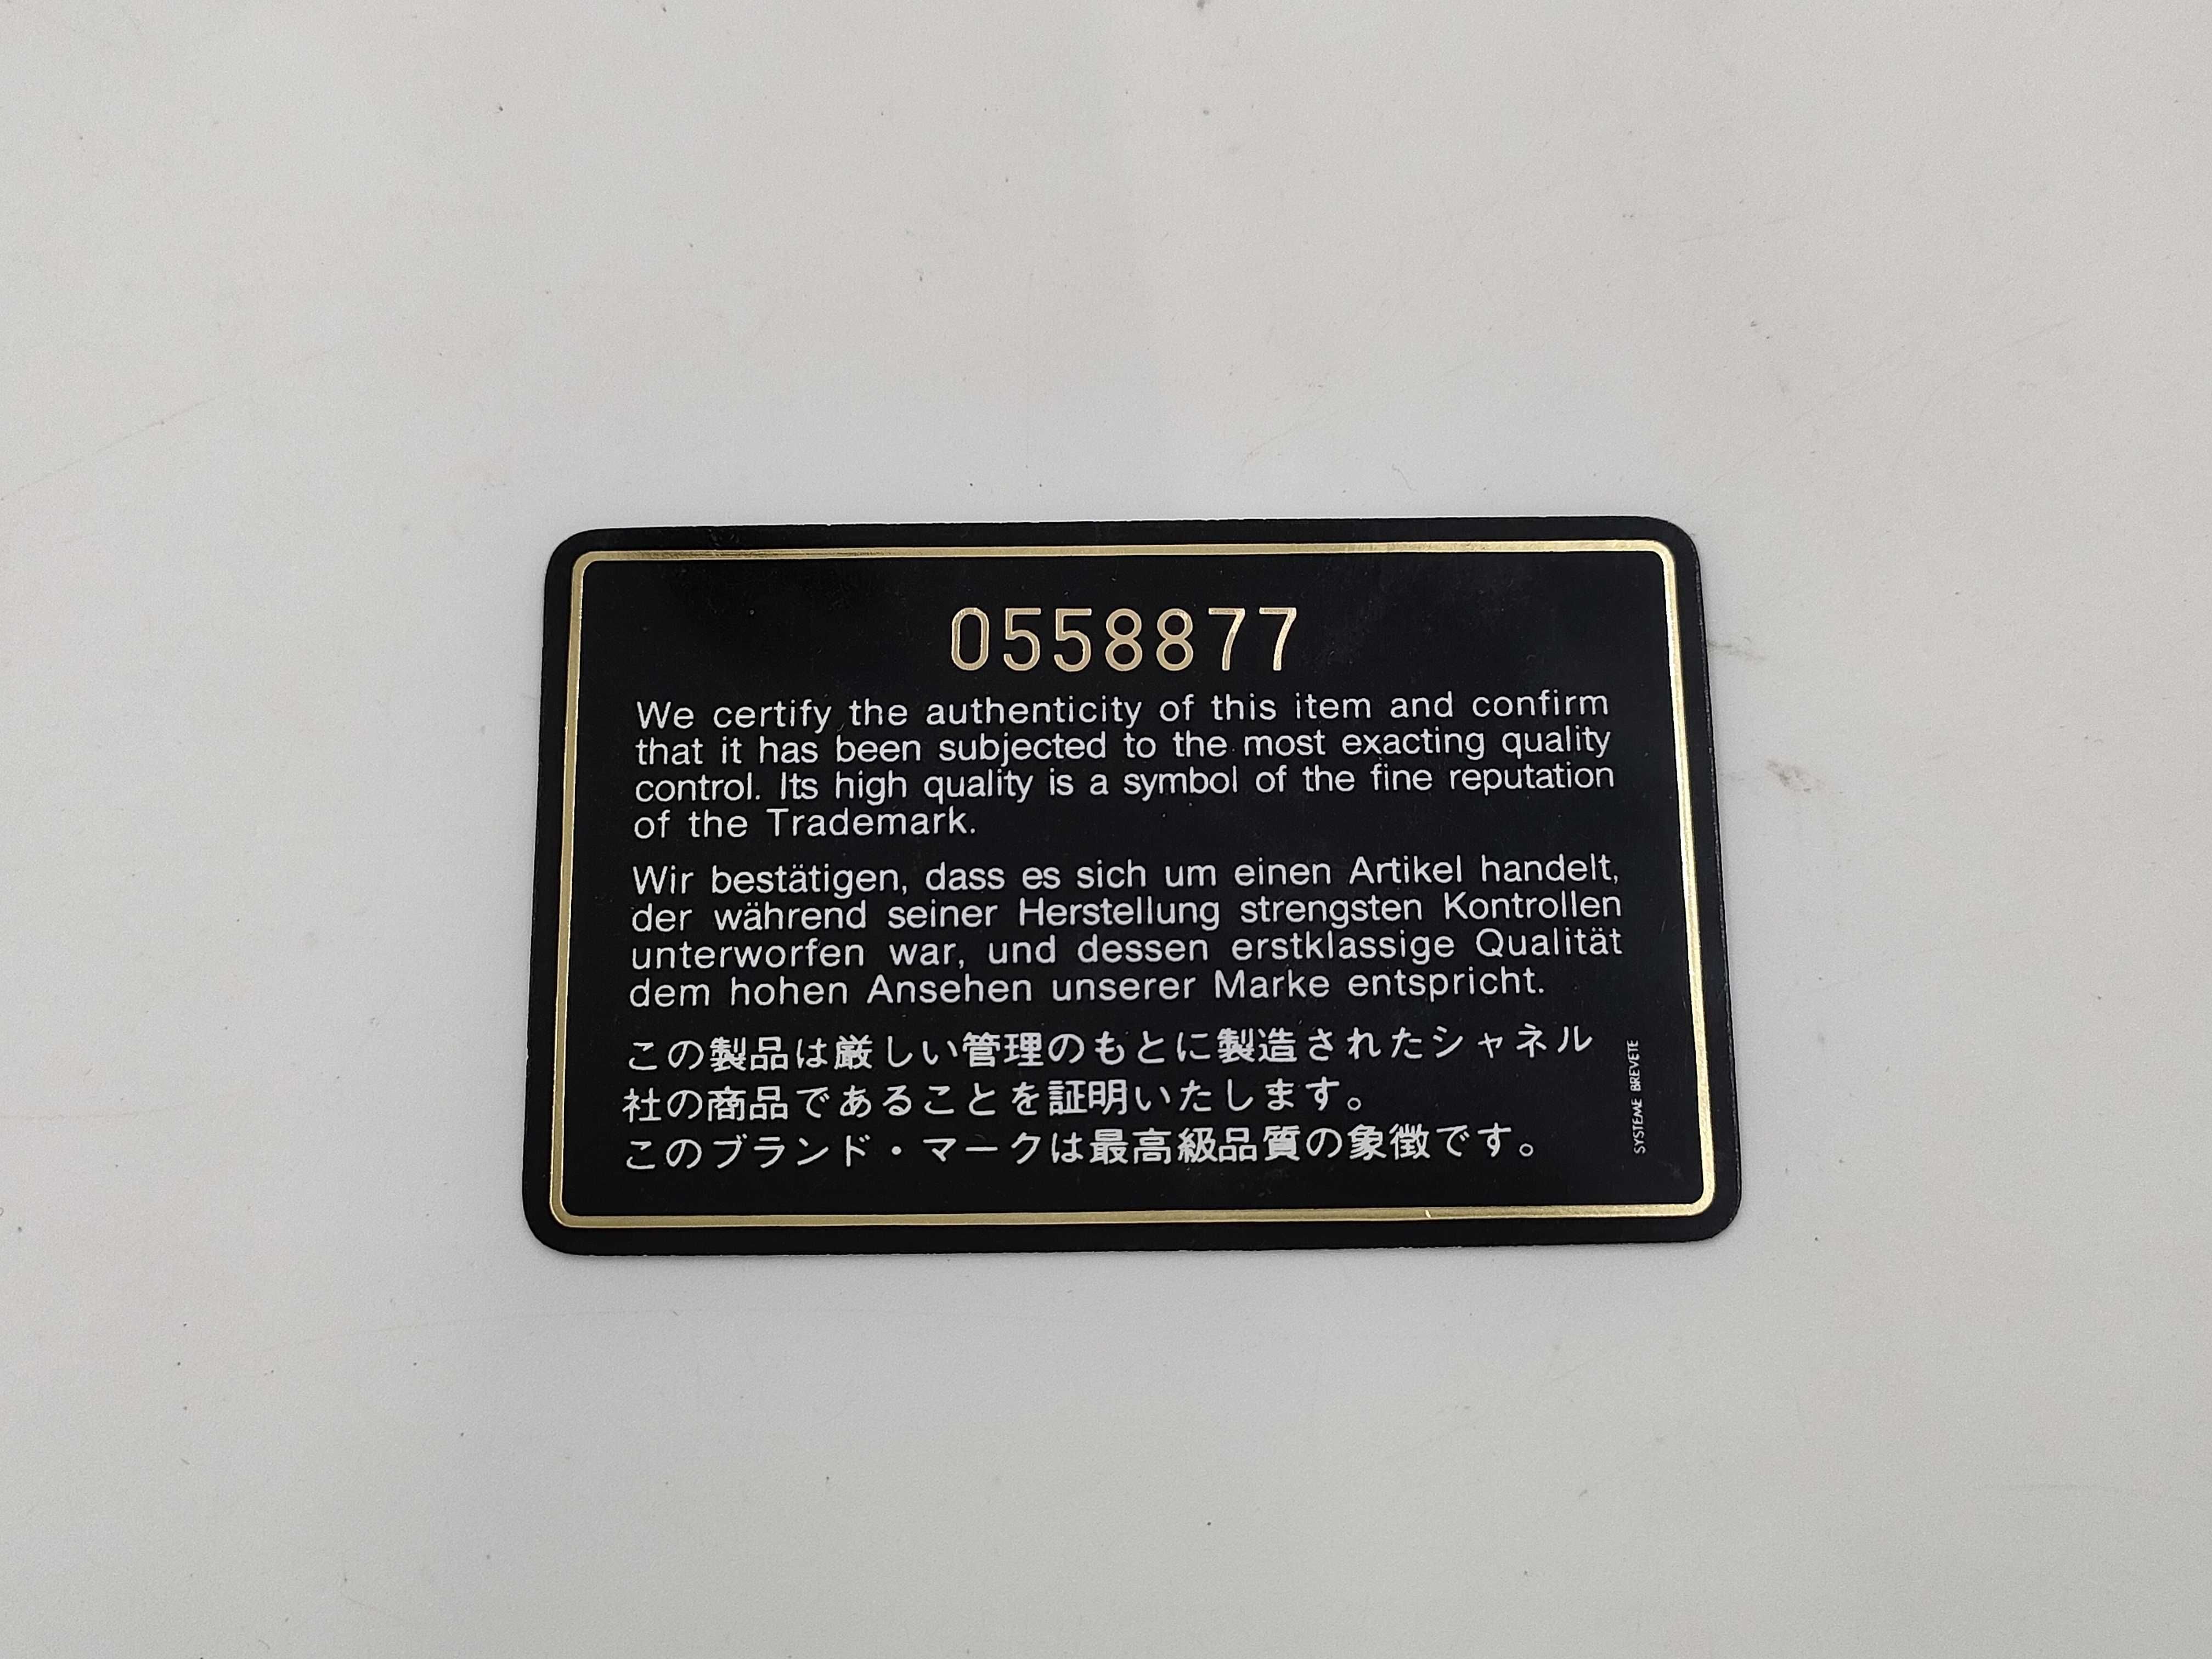 0558877
We certify the authenticity of this item and confirm
that it has been subjected to the most exacting quality
control. Its high quality is a symbol of the fine reputation
of the Trademark.
Wir bestätigen, dass es sich um einen Artikel handelt,
der während seiner Herstellung strengsten Kontrollen
unterworfen war, und dessen erstklassige Qualität
dem hohen Ansehen unserer Marke entspricht.
この製品は厳しい管理のもとに製造されたシャネル
社の商品であることを証明いたします。
このブランド・マークは最高級品質の象徴です。
SYSTEME BREVETE